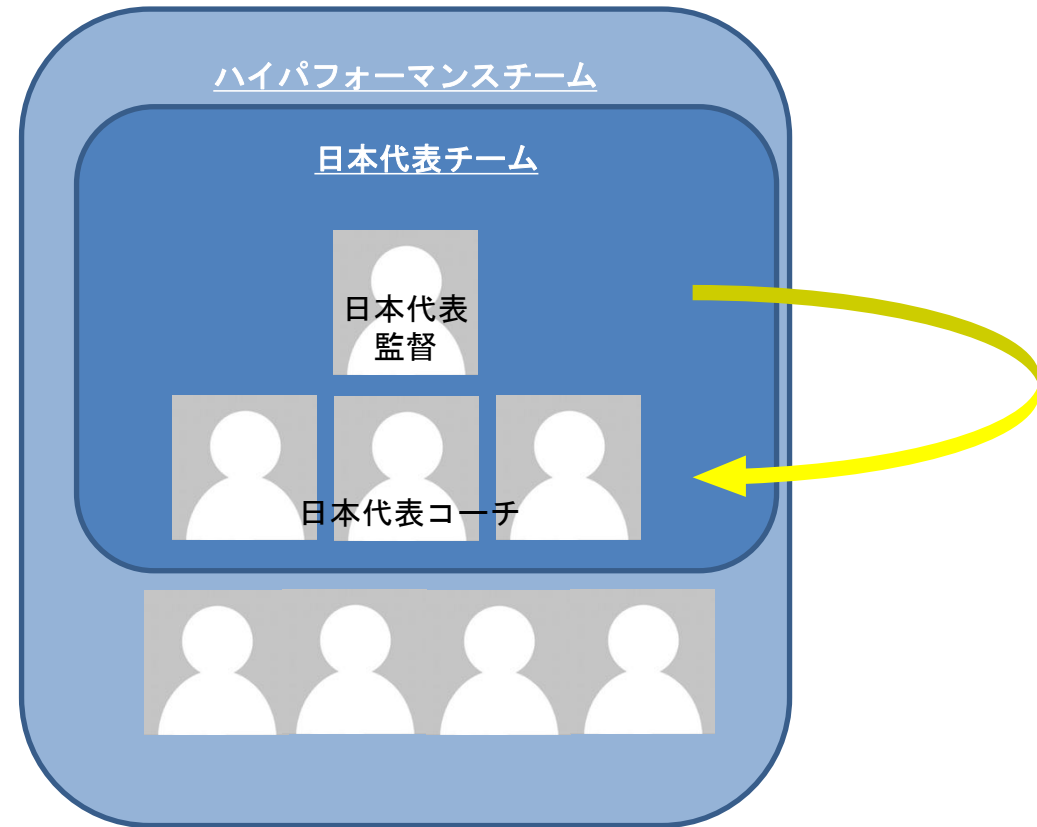 ハイパフォーマンスチーム
日本代表チーム
日本代表
監督
日本代表コーチ